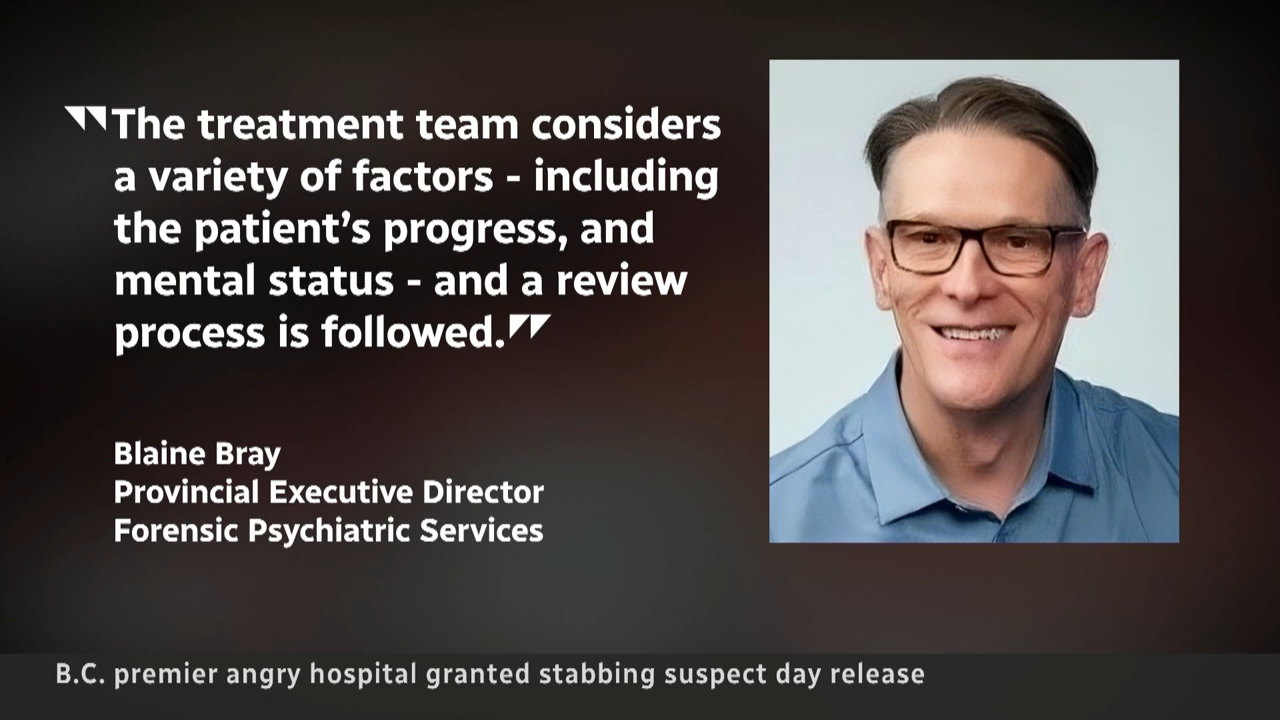 "The treatment team considers
a variety of factors - including
the patient's progress, and
mental status - and a review
process is followed."
Blaine Bray
Provincial Executive Director
Forensic Psychiatric Services
B.C. premier angry hospital granted stabbing suspect day release